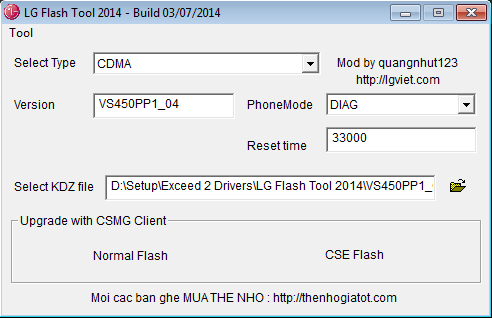 LG Flash Tool 2014 - Build 03/07/2014
Tool
Select Type CDMA Mod by quangnhut123
http://lgviet.com
Version VS450PP1_04 PhoneMode DIAG
Reset time 33000
Select KDZ file D:\Setup\Exceed 2 Drivers\LG Flash Tool 2014\VS450PP1_
Upgrade with CSMG Client
Normal Flash CSE Flash
Moi cac ban ghe MUA THE NHO : http://thenhogiatot.com